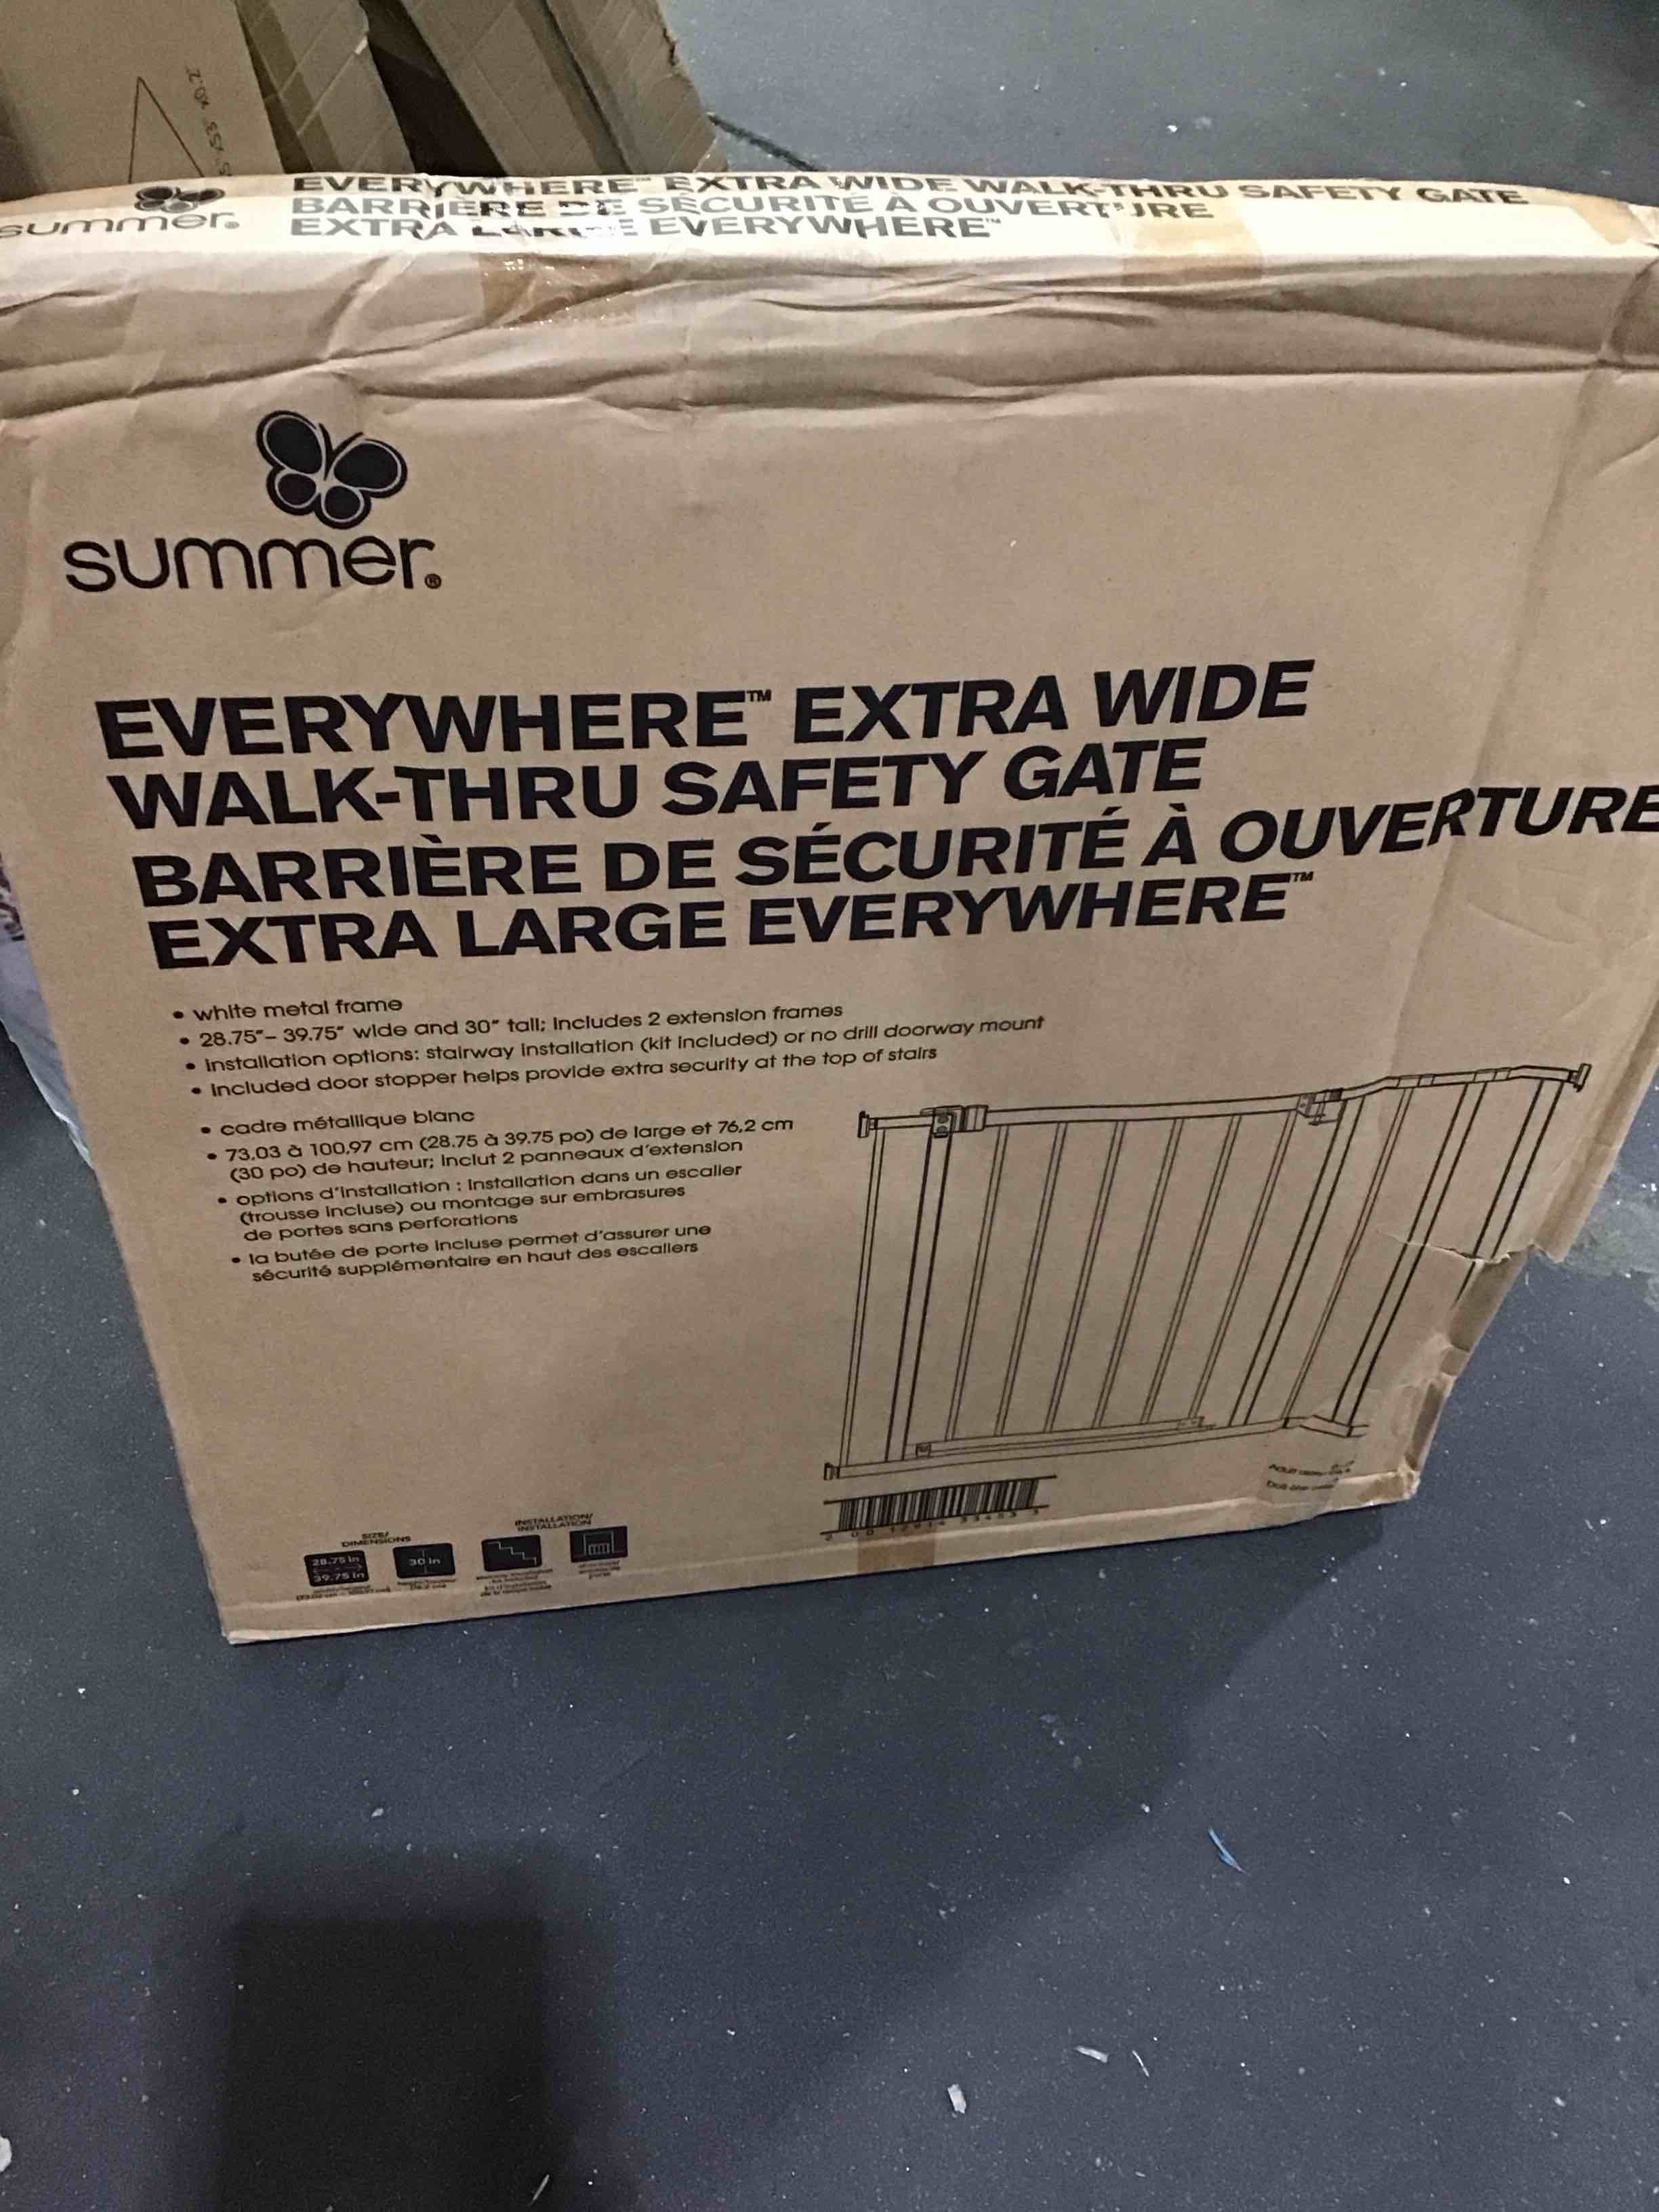 summer®
EVERYWHERE™ EXTRA WIDE WALK-THRU SAFETY GATE
BARRIÈRE DE SÉCURITÉ À OUVERTURE
EXTRA LARGE EVERYWHERE™
summer®
EVERYWHERE™ EXTRA WIDE
WALK-THRU SAFETY GATE
BARRIÈRE DE SÉCURITÉ À OUVERTURE
EXTRA LARGE EVERYWHERE™
• white metal frame
• 28.75"– 39.75" wide and 30" tall; Includes 2 extension frames
• Installation options: stairway installation (kit included) or no drill doorway mount
• Included door stopper helps provide extra security at the top of stairs
• cadre métallique blanc
• 73,03 à 100,97 cm (28.75 à 39.75 po) de large et 76,2 cm
(30 po) de hauteur; Inclut 2 panneaux d'extension
• options d'Installation : Installation dans un escalier
(trousse Incluse) ou montage sur embrasures
de portes sans perforations
• la butée de porte Incluse permet d'assurer une
sécurité supplémentaire en haut des escaliers
SIZE/
DIMENSIONS
28.75 in
39.75 in
30 in
INSTALLATION/
INSTALLATION